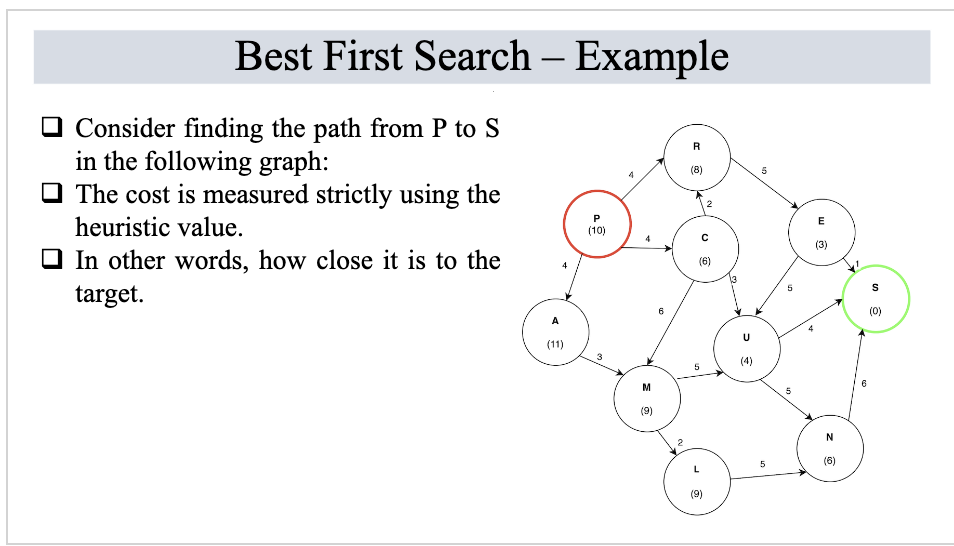 Best First Search – Example
❑ Consider finding the path from P to S
in the following graph:
❑ The cost is measured strictly using the
heuristic value.
❑ In other words, how close it is to the
target.
R
(8)
4
5
P
(10)
2
E
(3)
4
C
(6)
4
1
S
(0)
3
5
A
(11)
6
4
U
(4)
3
5
M
(9)
5
6
2
N
(6)
L
(9)
5